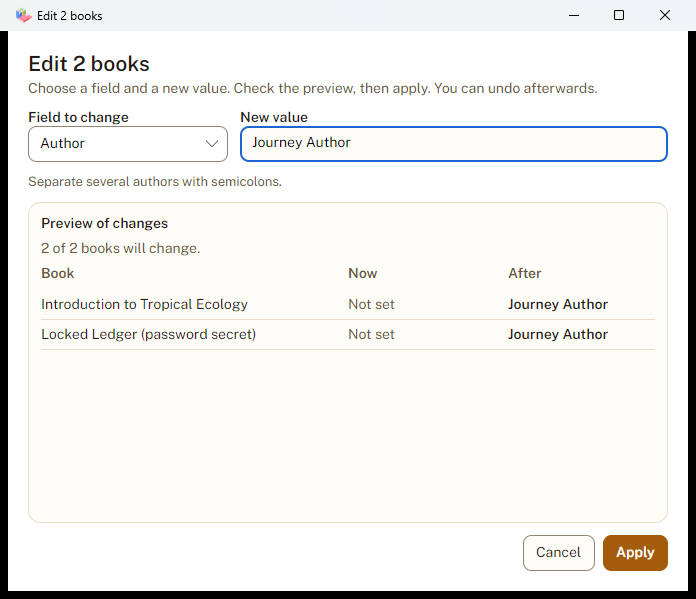 Edit 2 books
Edit 2 books
Choose a field and a new value. Check the preview, then apply. You can undo afterwards.
Field to change New value
Author Journey Author
Separate several authors with semicolons.
Preview of changes
2 of 2 books will change.
Book Now After
Introduction to Tropical Ecology Not set Journey Author
Locked Ledger (password secret) Not set Journey Author
Cancel Apply